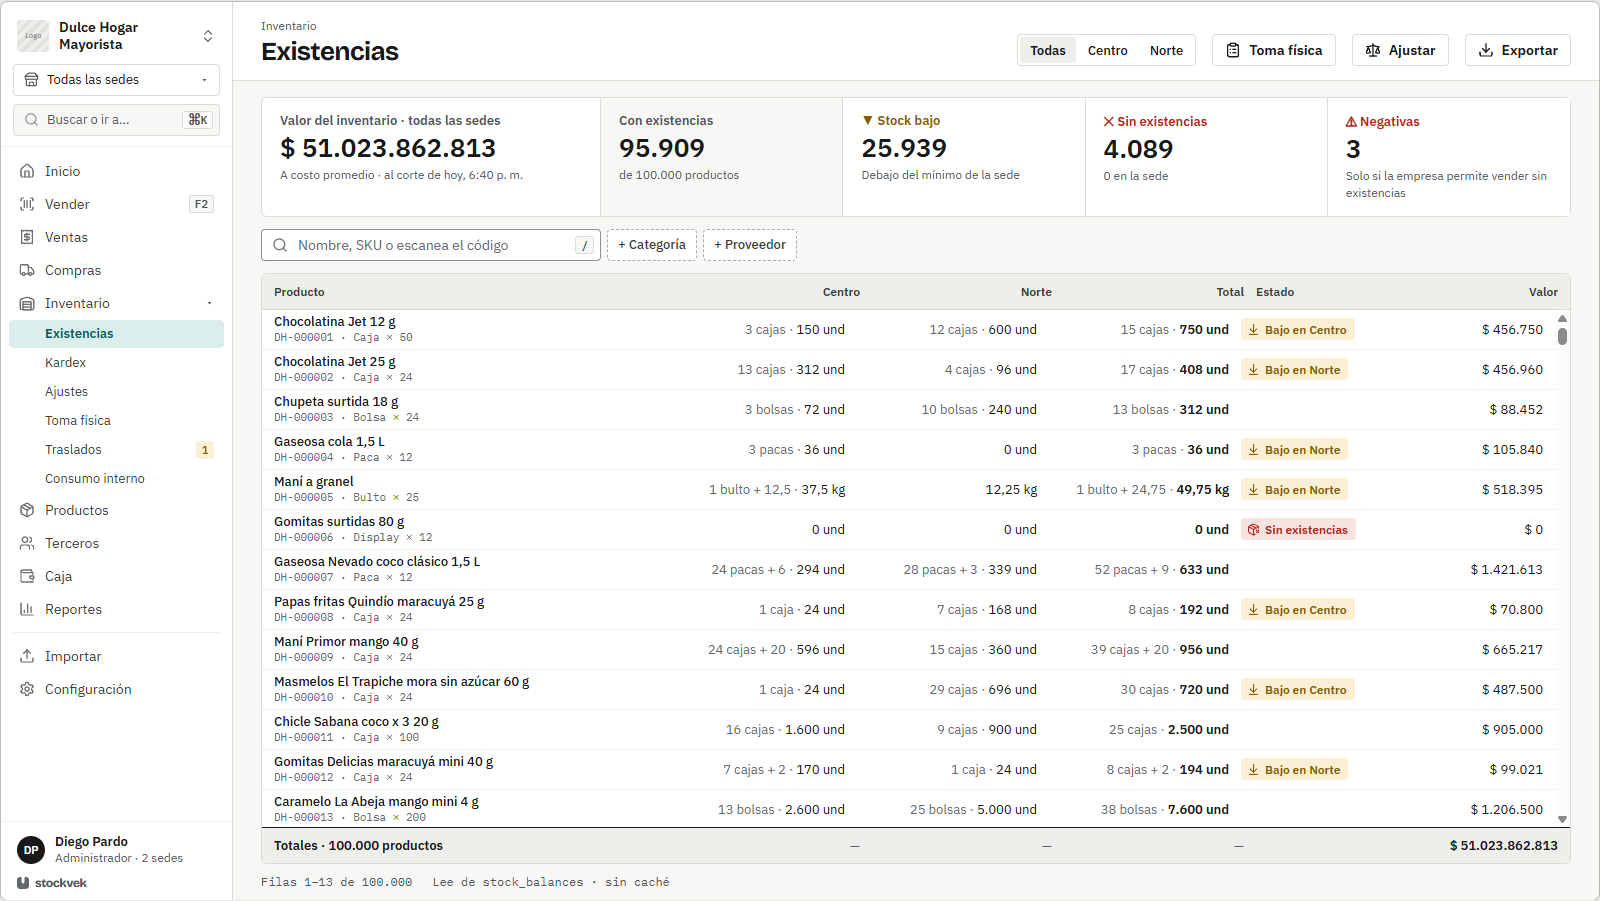 logo
Dulce Hogar
Mayorista
Todas las sedes
Buscar o ir a...
⌘K
Inicio
Vender
F2
Ventas
Compras
Inventario
Existencias
Kardex
Ajustes
Toma física
Traslados
1
Consumo interno
Productos
Terceros
Caja
Reportes
Importar
Configuración
DP
Diego Pardo
Administrador · 2 sedes
stockvek
Inventario
Existencias
Todas
Centro
Norte
Toma física
Ajustar
Exportar
Valor del inventario · todas las sedes
$ 51.023.862.813
A costo promedio · al corte de hoy, 6:40 p. m.
Con existencias
95.909
de 100.000 productos
▼ Stock bajo
25.939
Debajo del mínimo de la sede
Sin existencias
4.089
0 en la sede
Negativas
3
Solo si la empresa permite vender sin
existencias
Nombre, SKU o escanea el código
/
+ Categoría
+ Proveedor
Producto Centro Norte Total Estado Valor
Chocolatina Jet 12 g
DH-000001 · Caja × 50
3 cajas · 150 und 12 cajas · 600 und 15 cajas · 750 und Bajo en Centro $ 456.750
Chocolatina Jet 25 g
DH-000002 · Caja × 24
13 cajas · 312 und 4 cajas · 96 und 17 cajas · 408 und Bajo en Norte $ 456.960
Chupeta surtida 18 g
DH-000003 · Bolsa × 24
3 bolsas · 72 und 10 bolsas · 240 und 13 bolsas · 312 und $ 88.452
Gaseosa cola 1,5 L
DH-000004 · Paca × 12
3 pacas · 36 und 0 und 3 pacas · 36 und Bajo en Norte $ 105.840
Maní a granel
DH-000005 · Bulto × 25
1 bulto + 12,5 · 37,5 kg 12,25 kg 1 bulto + 24,75 · 49,75 kg Bajo en Norte $ 518.395
Gomitas surtidas 80 g
DH-000006 · Display × 12
0 und 0 und 0 und Sin existencias $ 0
Gaseosa Nevado coco clásico 1,5 L
DH-000007 · Paca × 12
24 pacas + 6 · 294 und 28 pacas + 3 · 339 und 52 pacas + 9 · 633 und $ 1.421.613
Papas fritas Quindío maracuyá 25 g
DH-000008 · Caja × 24
1 caja · 24 und 7 cajas · 168 und 8 cajas · 192 und Bajo en Centro $ 70.800
Maní Primor mango 40 g
DH-000009 · Caja × 24
24 cajas + 20 · 596 und 15 cajas · 360 und 39 cajas + 20 · 956 und $ 665.217
Masmelos El Trapiche mora sin azúcar 60 g
DH-000010 · Caja × 24
1 caja · 24 und 29 cajas · 696 und 30 cajas · 720 und Bajo en Centro $ 487.500
Chicle Sabana coco x 3 20 g
DH-000011 · Caja × 100
16 cajas · 1.600 und 9 cajas · 900 und 25 cajas · 2.500 und $ 905.000
Gomitas Delicias maracuyá mini 40 g
DH-000012 · Caja × 24
7 cajas + 2 · 170 und 1 caja · 24 und 8 cajas + 2 · 194 und Bajo en Norte $ 99.021
Caramelo La Abeja mango mini 4 g
DH-000013 · Bolsa × 200
13 bolsas · 2.600 und 25 bolsas · 5.000 und 38 bolsas · 7.600 und $ 1.206.500
Totales · 100.000 productos — — — $ 51.023.862.813
Filas 1–13 de 100.000 Lee de stock_balances · sin caché